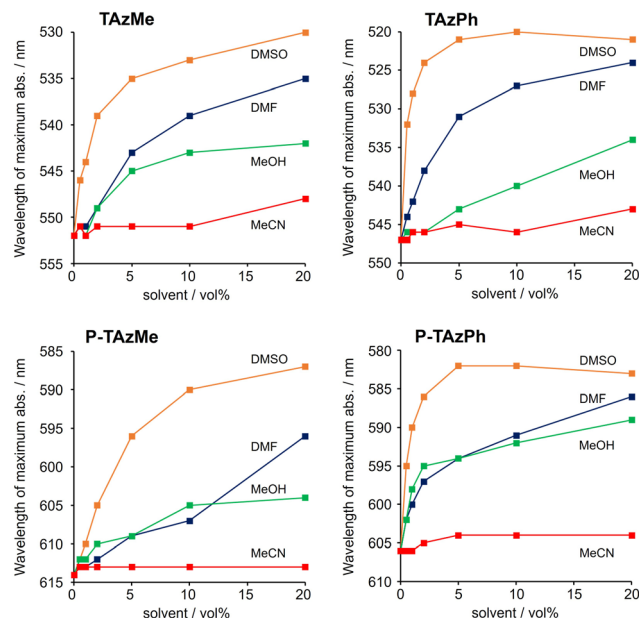 TAzMe
Wavelength of maximum abs. / nm
530
535
540
545
550
555
0
5
10
15
20
solvent / vol%
DMSO
DMF
MeOH
MeCN
TAzPh
Wavelength of maximum abs. / nm
520
525
530
535
540
545
550
0
5
10
15
20
solvent / vol%
DMSO
DMF
MeOH
MeCN
P-TAzMe
Wavelength of maximum abs. / nm
585
590
595
600
605
610
615
0
5
10
15
20
solvent / vol%
DMSO
DMF
MeOH
MeCN
P-TAzPh
Wavelength of maximum abs. / nm
580
585
590
595
600
605
610
0
5
10
15
20
solvent / vol%
DMSO
DMF
MeOH
MeCN